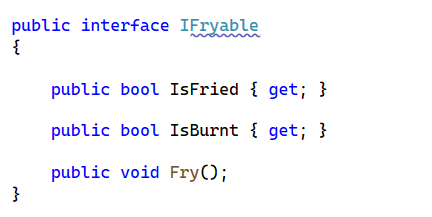 public interface IFryable
{
public bool IsFried { get; }
public bool IsBurnt { get; }
public void Fry();
}